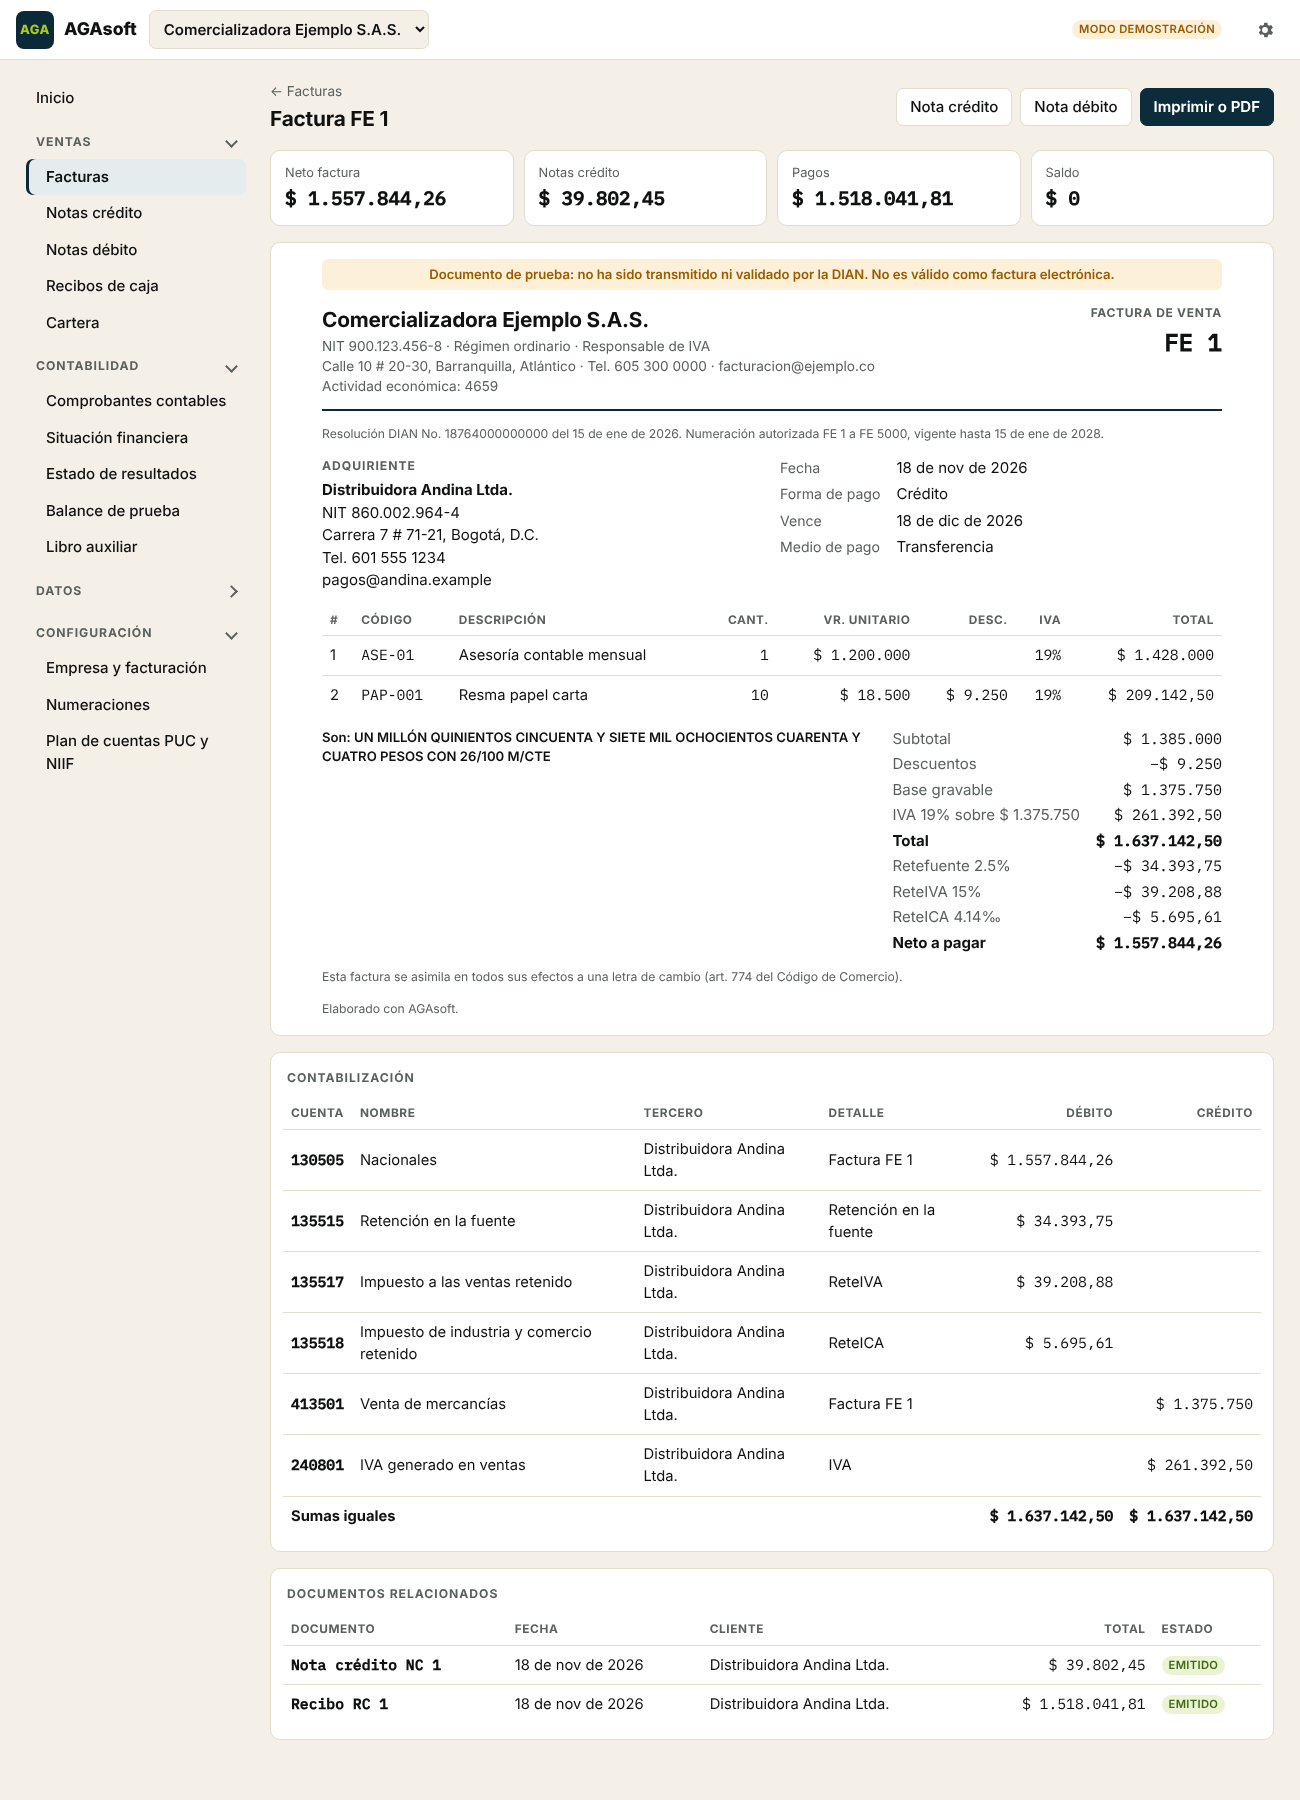 AGA AGAsoft Comercializadora Ejemplo S.A.S. MODO DEMOSTRACIÓN
Inicio
VENTAS
Facturas
Notas crédito
Notas débito
Recibos de caja
Cartera
CONTABILIDAD
Comprobantes contables
Situación financiera
Estado de resultados
Balance de prueba
Libro auxiliar
DATOS
CONFIGURACIÓN
Empresa y facturación
Numeraciones
Plan de cuentas PUC y
NIIF
← Facturas
Factura FE 1
Nota crédito Nota débito Imprimir o PDF
Neto factura
$ 1.557.844,26
Notas crédito
$ 39.802,45
Pagos
$ 1.518.041,81
Saldo
$ 0
Documento de prueba: no ha sido transmitido ni validado por la DIAN. No es válido como factura electrónica.
Comercializadora Ejemplo S.A.S.
NIT 900.123.456-8 · Régimen ordinario · Responsable de IVA
Calle 10 # 20-30, Barranquilla, Atlántico · Tel. 605 300 0000 · facturacion@ejemplo.co
Actividad económica: 4659
FACTURA DE VENTA
FE 1
Resolución DIAN No. 18764000000000 del 15 de ene de 2026. Numeración autorizada FE 1 a FE 5000, vigente hasta 15 de ene de 2028.
ADQUIRIENTE
Distribuidora Andina Ltda.
NIT 860.002.964-4
Carrera 7 # 71-21, Bogotá, D.C.
Tel. 601 555 1234
pagos@andina.example
Fecha 18 de nov de 2026
Forma de pago Crédito
Vence 18 de dic de 2026
Medio de pago Transferencia
# CÓDIGO DESCRIPCIÓN CANT. VR. UNITARIO DESC. IVA TOTAL
1 ASE-01 Asesoría contable mensual 1 $ 1.200.000 19% $ 1.428.000
2 PAP-001 Resma papel carta 10 $ 18.500 $ 9.250 19% $ 209.142,50
Son: UN MILLÓN QUINIENTOS CINCUENTA Y SIETE MIL OCHOCIENTOS CUARENTA Y
CUATRO PESOS CON 26/100 M/CTE
Subtotal $ 1.385.000
Descuentos −$ 9.250
Base gravable $ 1.375.750
IVA 19% sobre $ 1.375.750 $ 261.392,50
Total $ 1.637.142,50
Retefuente 2.5% −$ 34.393,75
ReteIVA 15% −$ 39.208,88
ReteICA 4.14‰ −$ 5.695,61
Neto a pagar $ 1.557.844,26
Esta factura se asimila en todos sus efectos a una letra de cambio (art. 774 del Código de Comercio).
Elaborado con AGAsoft.
CONTABILIZACIÓN
CUENTA NOMBRE TERCERO DETALLE DÉBITO CRÉDITO
130505 Nacionales Distribuidora Andina Ltda. Factura FE 1 $ 1.557.844,26
135515 Retención en la fuente Distribuidora Andina Ltda. Retención en la fuente $ 34.393,75
135517 Impuesto a las ventas retenido Distribuidora Andina Ltda. ReteIVA $ 39.208,88
135518 Impuesto de industria y comercio retenido Distribuidora Andina Ltda. ReteICA $ 5.695,61
413501 Venta de mercancías Distribuidora Andina Ltda. Factura FE 1 $ 1.375.750
240801 IVA generado en ventas Distribuidora Andina Ltda. IVA $ 261.392,50
Sumas iguales $ 1.637.142,50 $ 1.637.142,50
DOCUMENTOS RELACIONADOS
DOCUMENTO FECHA CLIENTE TOTAL ESTADO
Nota crédito NC 1 18 de nov de 2026 Distribuidora Andina Ltda. $ 39.802,45 EMITIDO
Recibo RC 1 18 de nov de 2026 Distribuidora Andina Ltda. $ 1.518.041,81 EMITIDO